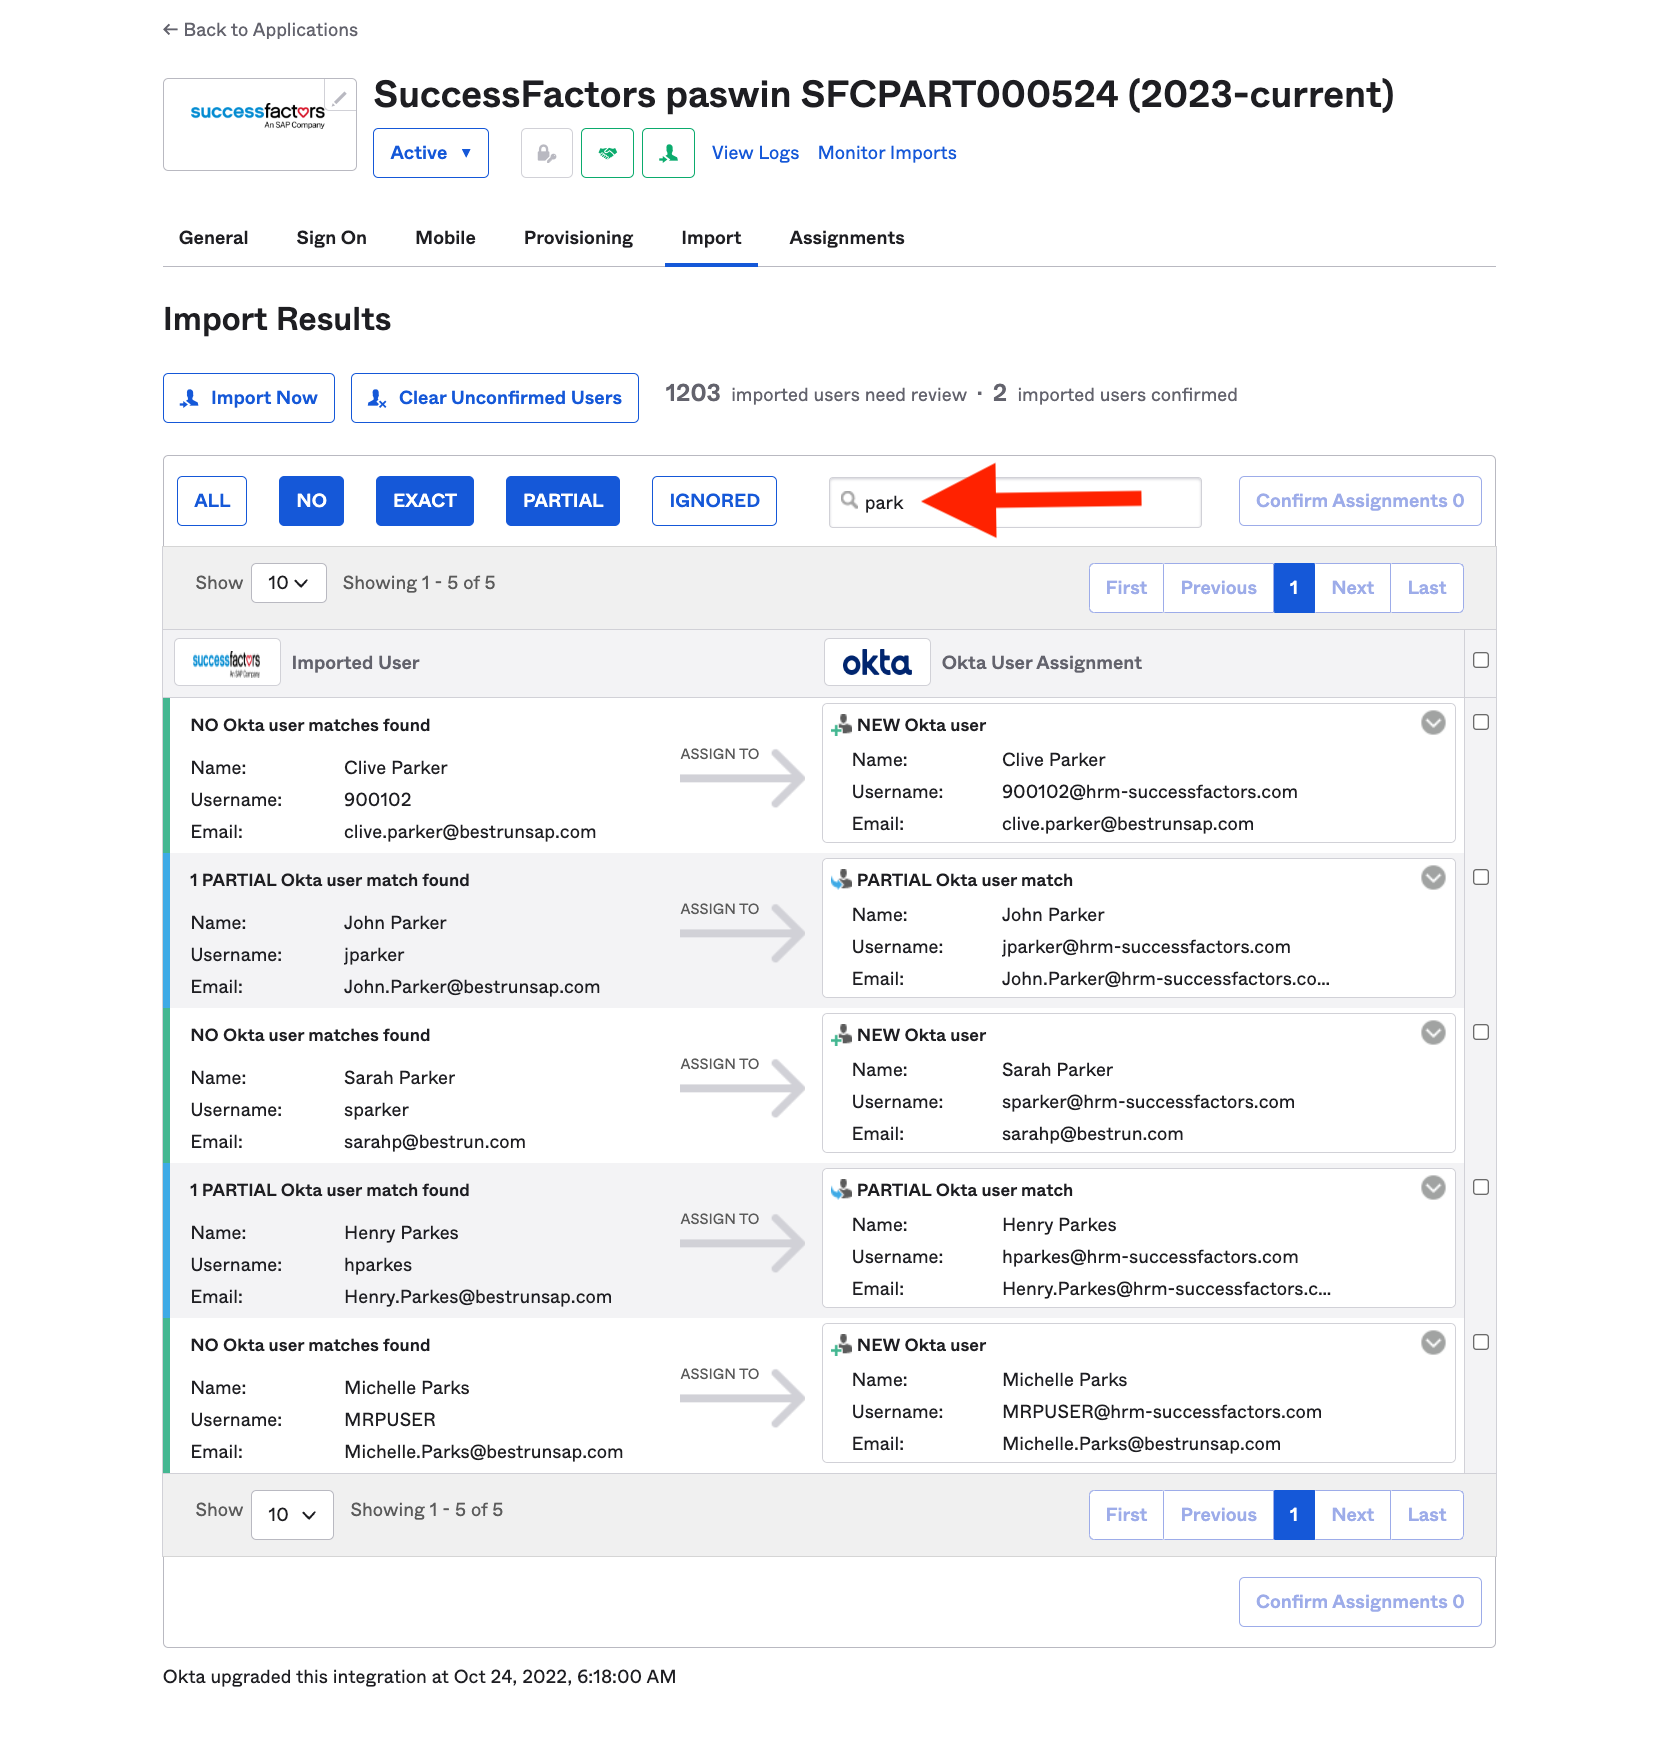 ← Back to Applications
successfactors
An SAP Company
SuccessFactors paswin SFCPART000524 (2023-current)
Active ▼ View Logs Monitor Imports
General Sign On Mobile Provisioning Import Assignments
Import Results
Import Now Clear Unconfirmed Users 1203 imported users need review · 2 imported users confirmed
ALL NO EXACT PARTIAL IGNORED park Confirm Assignments 0
Show 10 Showing 1 - 5 of 5 First Previous 1 Next Last
successfactors An SAP Company Imported User okta Okta User Assignment
NO Okta user matches found NEW Okta user
ASSIGN TO
Name: Clive Parker Name: Clive Parker
Username: 900102 Username: 900102@hrm-successfactors.com
Email: clive.parker@bestrunsap.com Email: clive.parker@bestrunsap.com
1 PARTIAL Okta user match found PARTIAL Okta user match
ASSIGN TO
Name: John Parker Name: John Parker
Username: jparker Username: jparker@hrm-successfactors.com
Email: John.Parker@bestrunsap.com Email: John.Parker@hrm-successfactors.co...
NO Okta user matches found NEW Okta user
ASSIGN TO
Name: Sarah Parker Name: Sarah Parker
Username: sparker Username: sparker@hrm-successfactors.com
Email: sarahp@bestrun.com Email: sarahp@bestrun.com
1 PARTIAL Okta user match found PARTIAL Okta user match
ASSIGN TO
Name: Henry Parkes Name: Henry Parkes
Username: hparkes Username: hparkes@hrm-successfactors.com
Email: Henry.Parkes@bestrunsap.com Email: Henry.Parkes@hrm-successfactors.c...
NO Okta user matches found NEW Okta user
ASSIGN TO
Name: Michelle Parks Name: Michelle Parks
Username: MRPUSER Username: MRPUSER@hrm-successfactors.com
Email: Michelle.Parks@bestrunsap.com Email: Michelle.Parks@bestrunsap.com
Show 10 Showing 1 - 5 of 5 First Previous 1 Next Last
Confirm Assignments 0
Okta upgraded this integration at Oct 24, 2022, 6:18:00 AM